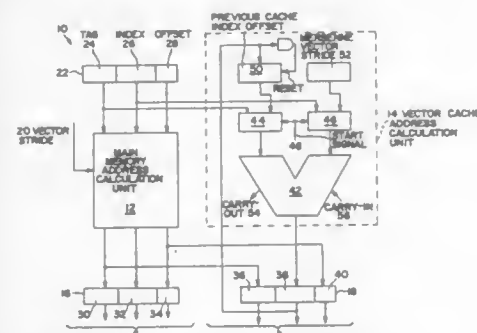 10
TAG 24
INDEX 26
OFFSET 28
22
PREVIOUS CACHE
INDEX OFFSET
MERSENNE
VECTOR
STRIDE 52
50
RESET
44
46
START
SIGNAL
14 VECTOR CACHE
ADDRESS
CALCULATION
UNIT
20 VECTOR
STRIDE
MAIN
MEMORY
ADDRESS
CALCULATION
UNIT
12
42
CARRY-
OUT 54
CARRY-IN
56
16
30
32
34
36
38
40
18